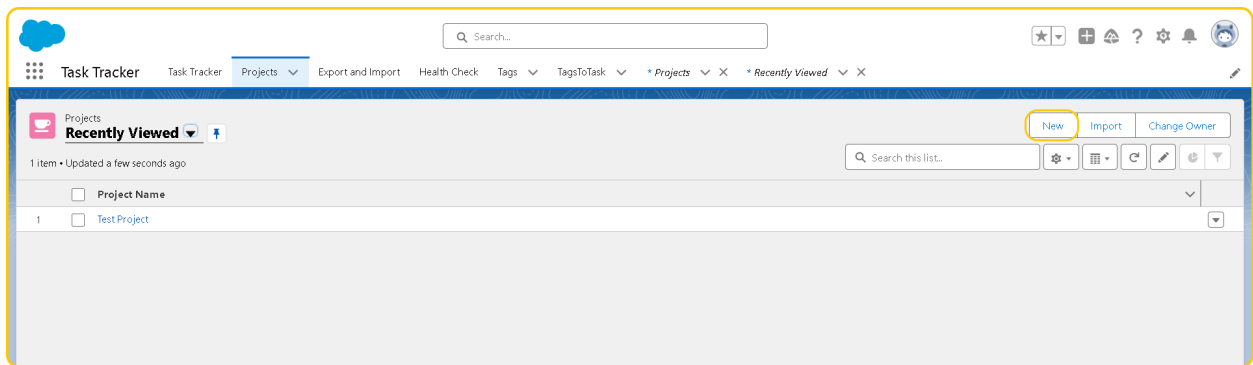 Search...
Task Tracker Task Tracker Projects Export and Import Health Check Tags TagsToTask * Projects * Recently Viewed
Projects
Recently Viewed
New Import Change Owner
1 item • Updated a few seconds ago
Search this list...
Project Name
1 Test Project